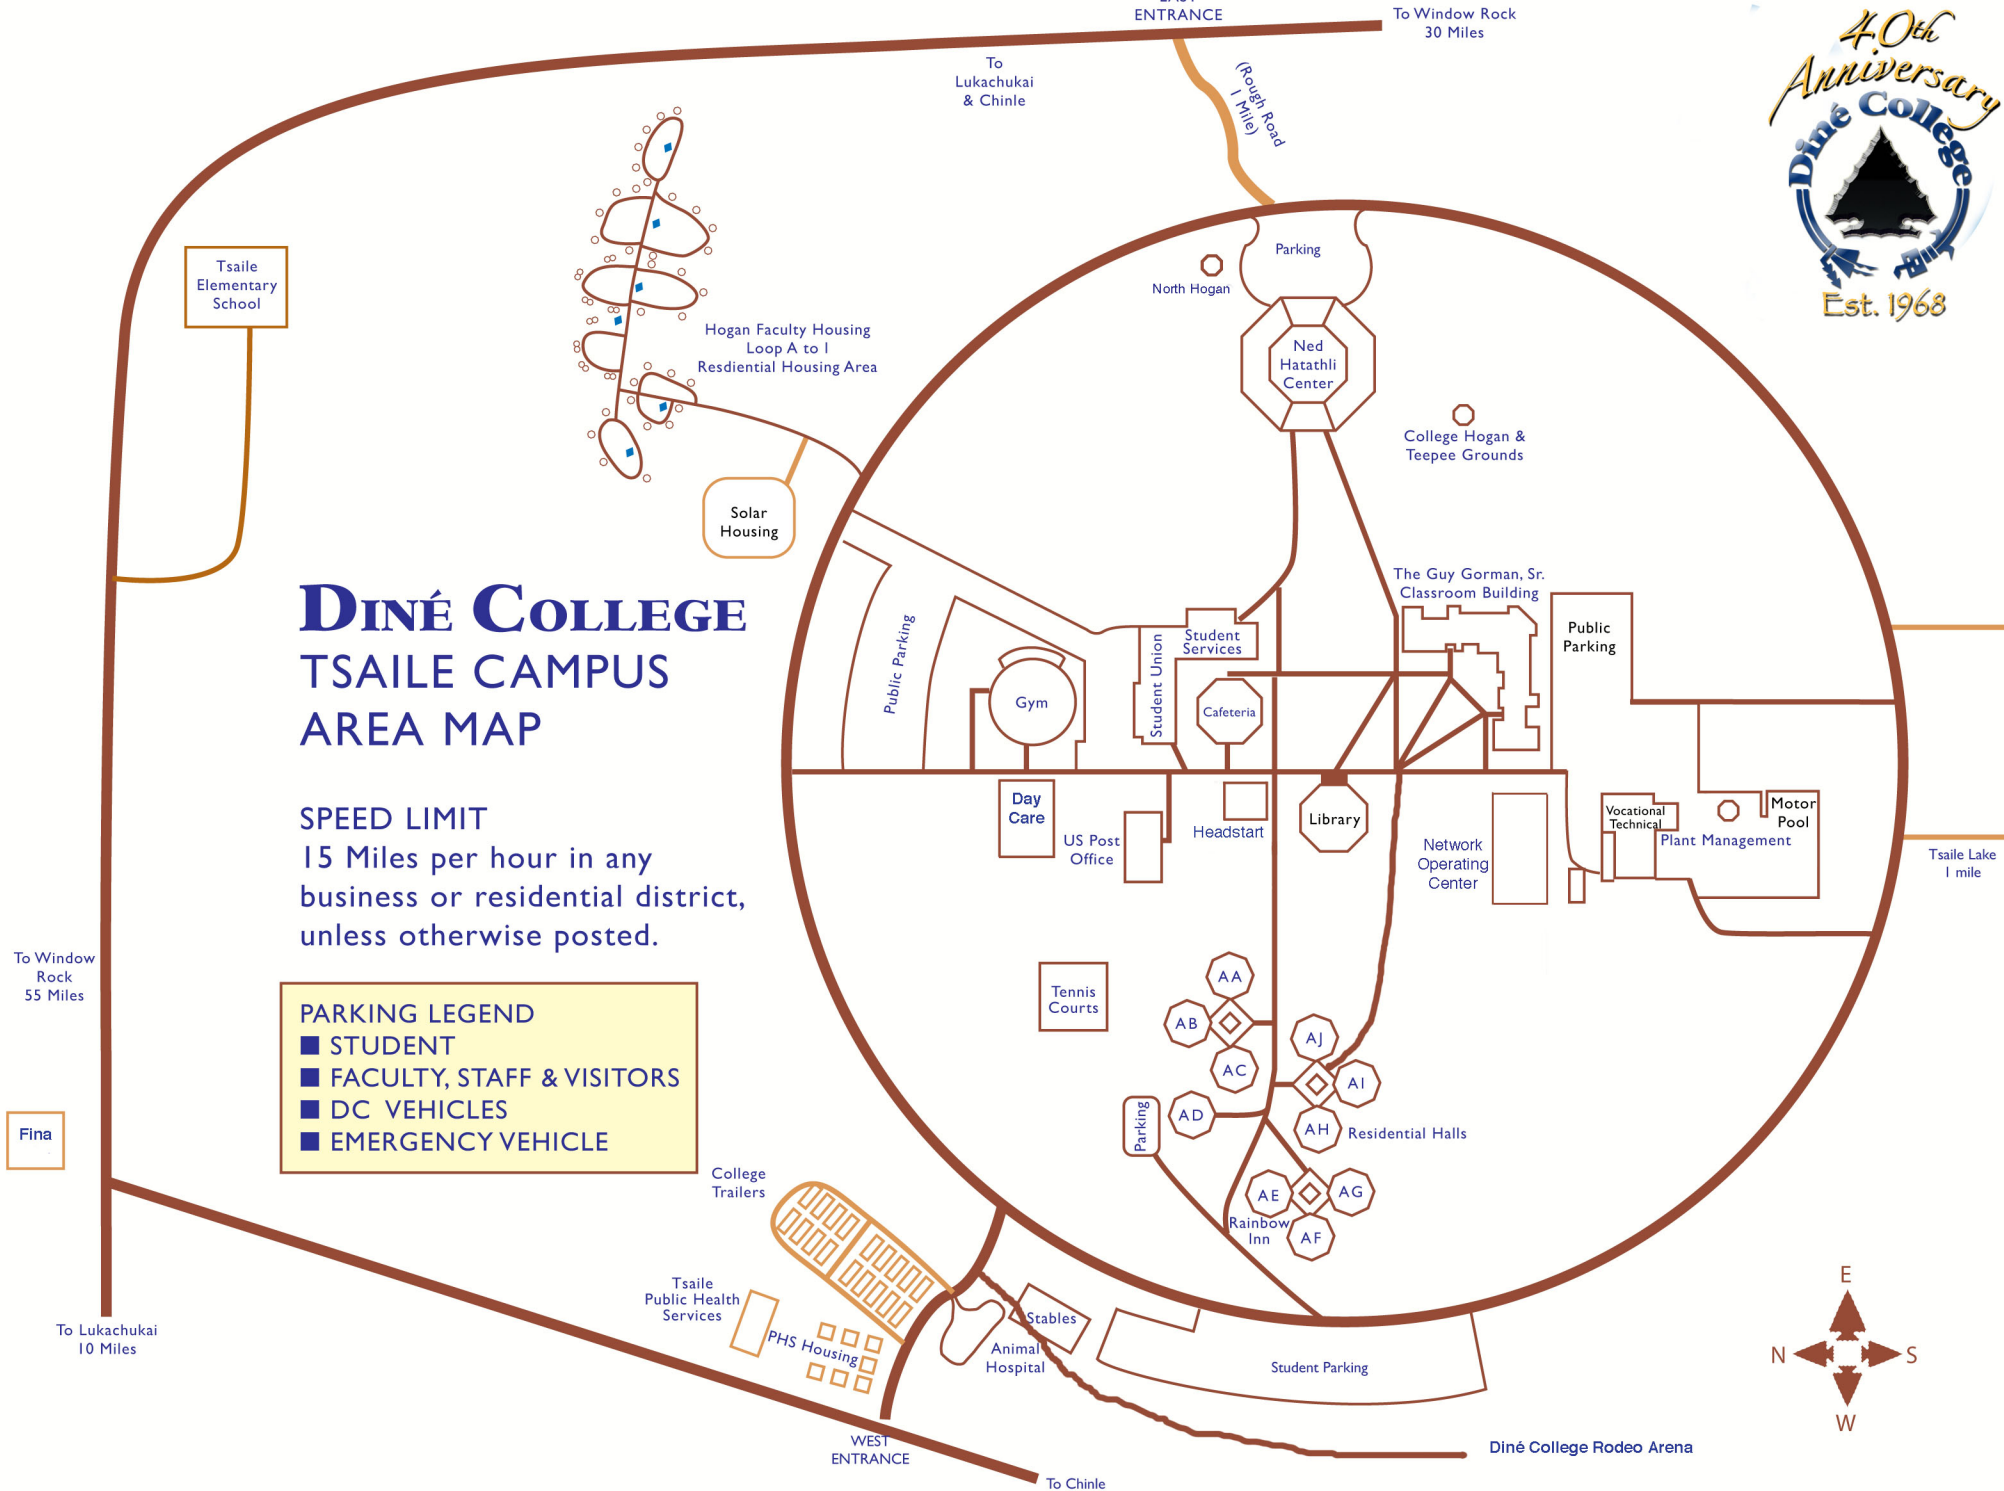 EAST
ENTRANCE
To Window Rock
30 Miles
To
Lukachukai
& Chinle
(Rough Road
1 Mile)
40th
Anniversary
Diné College
Est. 1968
Tsaile
Elementary
School
Hogan Faculty Housing
Loop A to I
Resdiential Housing Area
Solar
Housing
Parking
North Hogan
Ned
Hatathli
Center
College Hogan &
Teepee Grounds
The Guy Gorman, Sr.
Classroom Building
Public
Parking
Public Parking
Gym
Student Union
Student
Services
Cafeteria
DINÉ COLLEGE
TSAILE CAMPUS
AREA MAP
SPEED LIMIT
15 Miles per hour in any
business or residential district,
unless otherwise posted.
Day
Care
US Post
Office
Headstart
Library
Network
Operating
Center
Vocational
Technical
Motor
Pool
Plant Management
Tsaile Lake
1 mile
To Window
Rock
55 Miles
PARKING LEGEND
STUDENT
FACULTY, STAFF & VISITORS
DC VEHICLES
EMERGENCY VEHICLE
Tennis
Courts
AA
AB
AC
AD
AJ
AI
AH
Residential Halls
Parking
AE
AG
AF
Rainbow
Inn
Fina
To Lukachukai
10 Miles
College
Trailers
Tsaile
Public Health
Services
PHS Housing
Stables
Animal
Hospital
Student Parking
WEST
ENTRANCE
To Chinle
Diné College Rodeo Arena
E
N
S
W